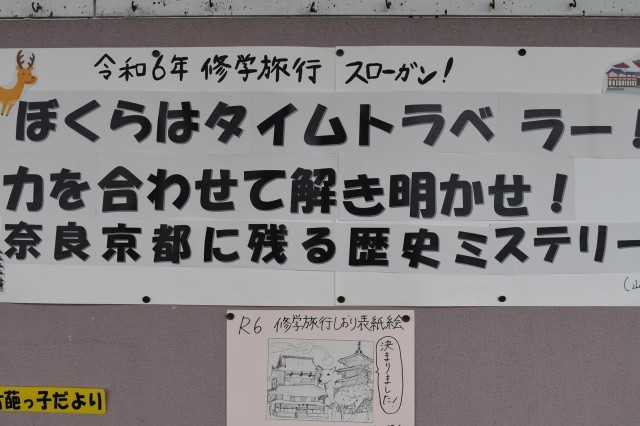 令和6年 修学旅行 スローガン!
ぼくらはタイムトラベラー!
力を合わせて解き明かせ!
奈良京都に残る歴史ミステリー
(山
R6 修学旅行しおり表紙絵
決まりました!
葩っ子だより